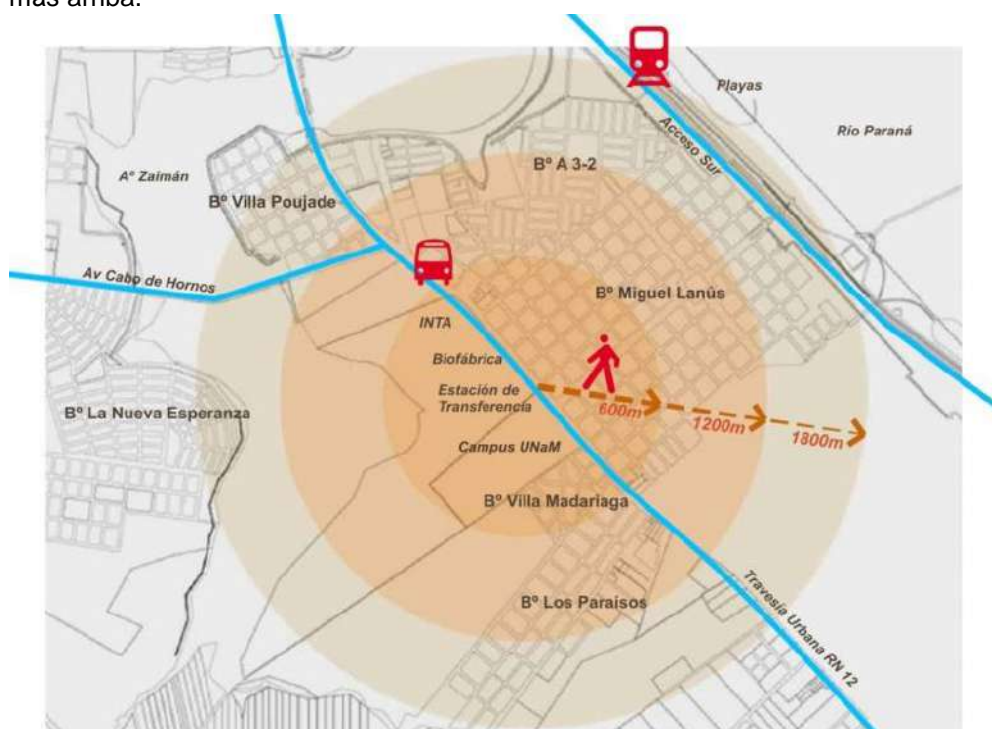 más arriba.
Playas
Río Paraná
Acceso Sur
Bº A 3-2
Aº Zaimán
Bº Villa Poujade
Av Cabo de Hornos
Bº Miguel Lanús
INTA
Biofábrica
Estación de
Transferencia
600m
1200m
1800m
Bº La Nueva Esperanza
Campus UNaM
Bº Villa Madariaga
Bº Los Paraisos
Travesía Urbana RN 12